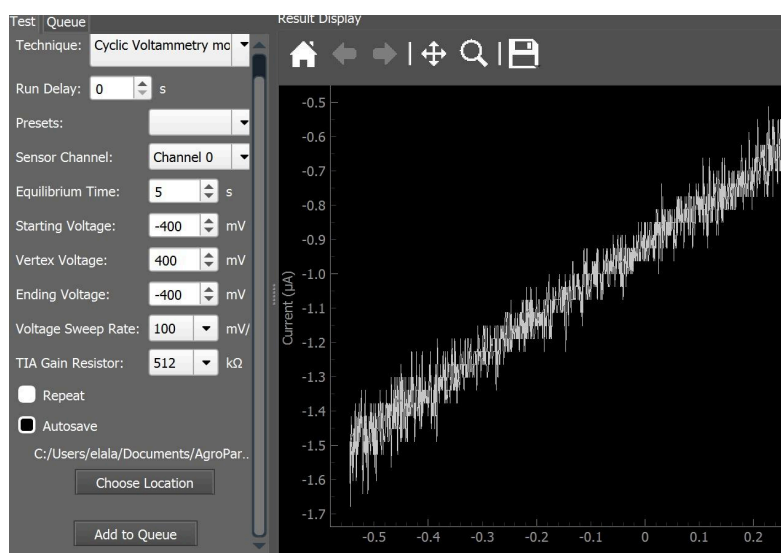 Test Queue
Technique: Cyclic Voltammetry mo
Run Delay: 0 s
Presets:
Sensor Channel: Channel 0
Equilibrium Time: 5 s
Starting Voltage: -400 mV
Vertex Voltage: 400 mV
Ending Voltage: -400 mV
Voltage Sweep Rate: 100 mV/
TIA Gain Resistor: 512 kΩ
Repeat
Autosave
C:/Users/elala/Documents/AgroPar..
Choose Location
Add to Queue
Result Display
-0.5
-0.6
-0.7
-0.8
-0.9
-1.0
-1.1
-1.2
-1.3
-1.4
-1.5
-1.6
-1.7
Current (µA)
-0.5 -0.4 -0.3 -0.2 -0.1 0 0.1 0.2